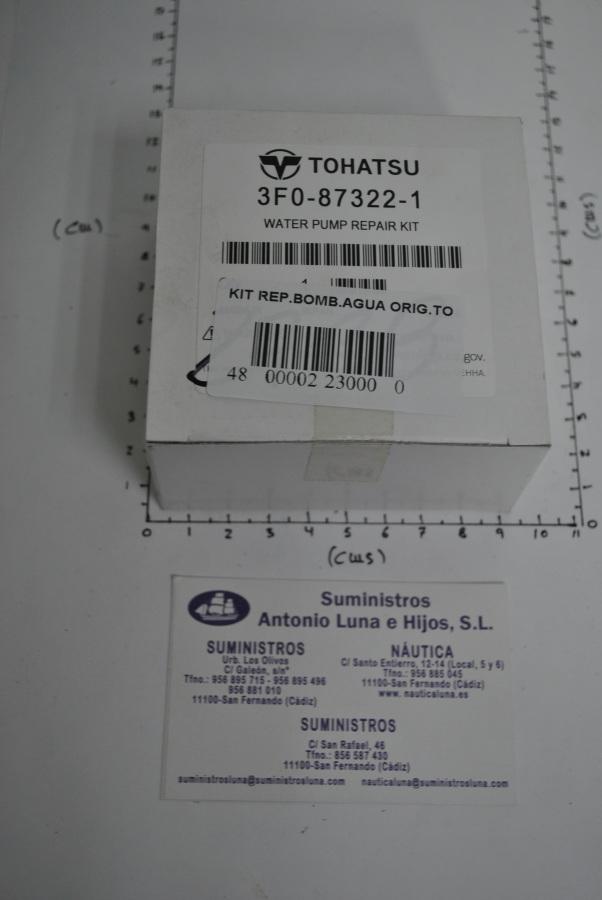 TOHATSU
3F0-87322-1
WATER PUMP REPAIR KIT
KIT REP.BOMB.AGUA ORIG.TO
gov.
48 00002 23000 0
(cm)
0 1 2 3 4 5 6 7 8 9 10 11
(cms)
Suministros
Antonio Luna e Hijos, S.L.
SUMINISTROS
Urb. Los Olivos
C/ Galeón, s/nº
Tfno.: 956 895 715 - 956 895 496
956 881 010
11100-San Fernando (Cádiz)
NÁUTICA
C/ Santo Entierro, 12-14 (Local, 5 y 6)
Tfno.: 956 885 045
11100-San Fernando (Cádiz)
www. nauticaluna.es
SUMINISTROS
C/ San Rafael, 46
Tfno.: 856 587 430
11100-San Fernando (Cádiz)
suministrosluna@suministrosluna.com nauticaluna@suministrosluna.com